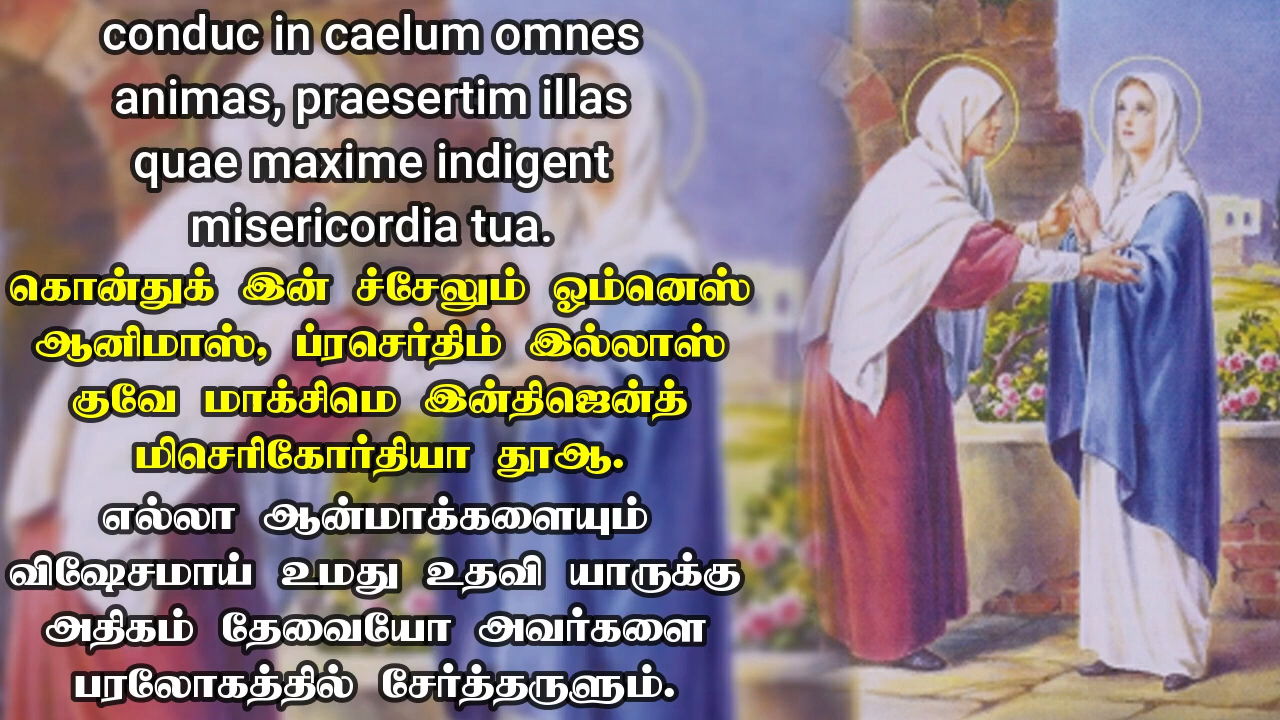 conduc in caelum omnes
animas, praesertim illas
quae maxime indigent
misericordia tua.
கொன்துக் இன் ச்சேலும் ஓம்னெஸ்
ஆனிமாஸ், ப்ரசெர்திம் இல்லாஸ்
குவே மாக்சிமெ இன்திஜென்த்
மிசெரிகோர்தியா தூஆ.
எல்லா ஆன்மாக்களையும்
விஷேசமாய் உமது உதவி யாருக்கு
அதிகம் தேவையோ அவர்களை
பரலோகத்தில் சேர்த்தருளும்.